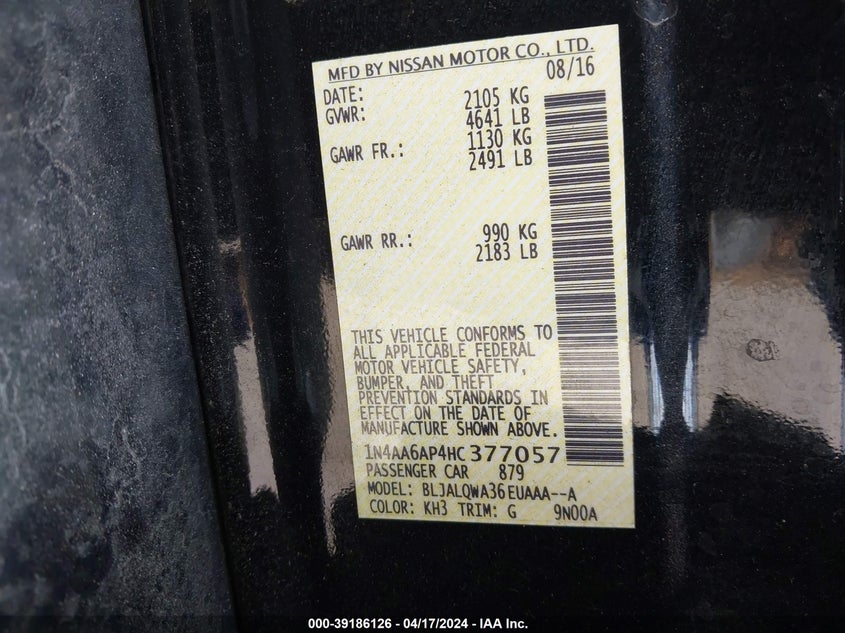 MFD BY NISSAN MOTOR CO., LTD.
DATE: 08/16
GVWR: 2105 KG
4641 LB
GAWR FR.: 1130 KG
2491 LB
GAWR RR.: 990 KG
2183 LB
THIS VEHICLE CONFORMS TO
ALL APPLICABLE FEDERAL
MOTOR VEHICLE SAFETY,
BUMPER, AND THEFT
PREVENTION STANDARDS IN
EFFECT ON THE DATE OF
MANUFACTURE SHOWN ABOVE.
1N4AA6AP4HC377057
PASSENGER CAR 879
MODEL: BLJALQWA36EUAAA--A
COLOR: KH3 TRIM: G 9N00A
000-39186126 - 04/17/2024 - IAA Inc.